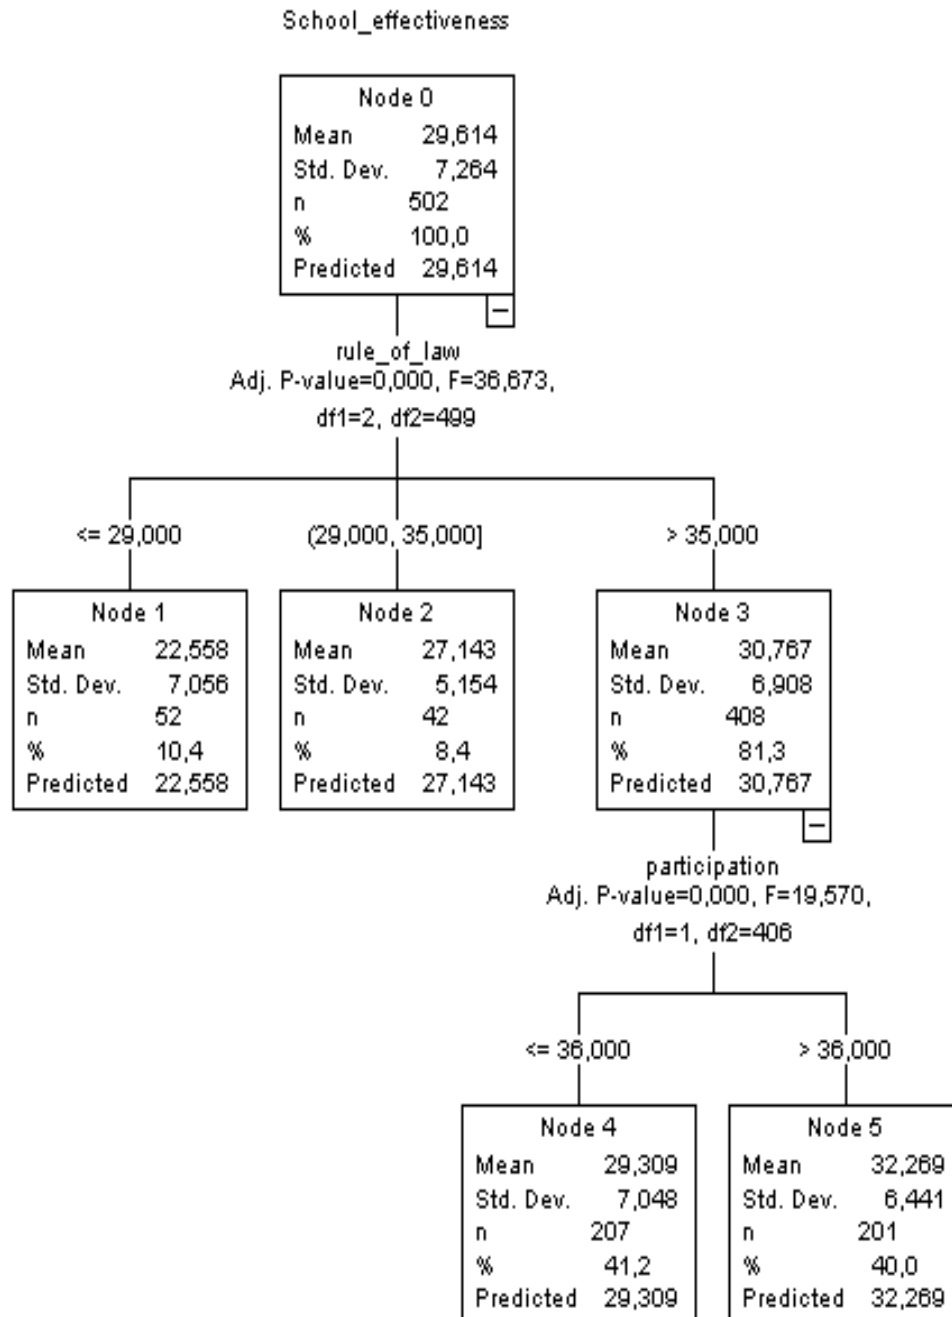 School_effectiveness
Node 0
Mean 29,614
Std. Dev. 7,264
n 502
% 100,0
Predicted 29,614
rule_of_law
Adj. P-value=0,000, F=36,673,
df1=2, df2=499
<= 29,000
(29,000, 35,000]
> 35,000
Node 1
Mean 22,558
Std. Dev. 7,056
n 52
% 10,4
Predicted 22,558
Node 2
Mean 27,143
Std. Dev. 5,154
n 42
% 8,4
Predicted 27,143
Node 3
Mean 30,767
Std. Dev. 6,908
n 408
% 81,3
Predicted 30,767
participation
Adj. P-value=0,000, F=19,570,
df1=1, df2=406
<= 36,000
> 36,000
Node 4
Mean 29,309
Std. Dev. 7,048
n 207
% 41,2
Predicted 29,309
Node 5
Mean 32,269
Std. Dev. 6,441
n 201
% 40,0
Predicted 32,269